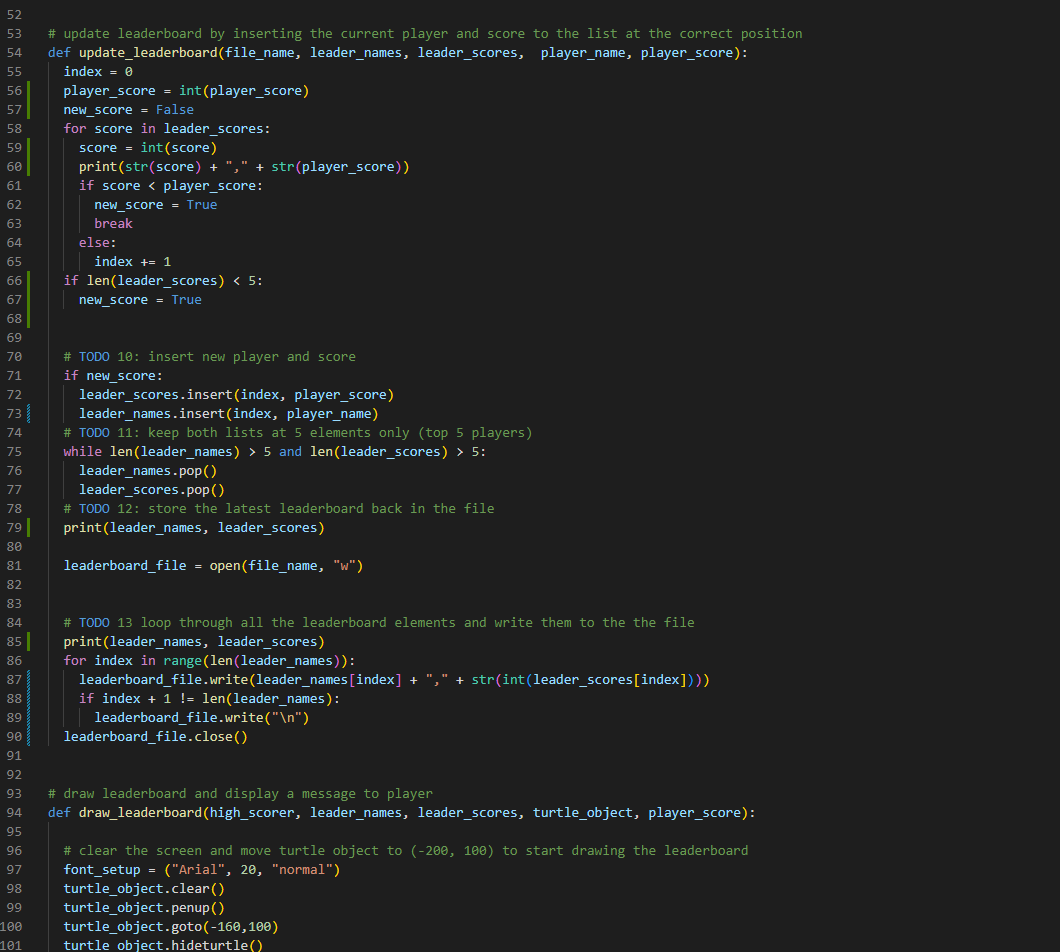 52
53 # update leaderboard by inserting the current player and score to the list at the correct position
54 def update_leaderboard(file_name, leader_names, leader_scores,  player_name, player_score):
55   index = 0
56   player_score = int(player_score)
57   new_score = False
58   for score in leader_scores:
59     score = int(score)
60     print(str(score) + "," + str(player_score))
61     if score < player_score:
62       new_score = True
63       break
64     else:
65       index += 1
66   if len(leader_scores) < 5:
67     new_score = True
68
69
70   # TODO 10: insert new player and score
71   if new_score:
72     leader_scores.insert(index, player_score)
73     leader_names.insert(index, player_name)
74   # TODO 11: keep both lists at 5 elements only (top 5 players)
75   while len(leader_names) > 5 and len(leader_scores) > 5:
76     leader_names.pop()
77     leader_scores.pop()
78   # TODO 12: store the latest leaderboard back in the file
79   print(leader_names, leader_scores)
80
81   leaderboard_file = open(file_name, "w")
82
83
84   # TODO 13 loop through all the leaderboard elements and write them to the the file
85   print(leader_names, leader_scores)
86   for index in range(len(leader_names)):
87     leaderboard_file.write(leader_names[index] + "," + str(int(leader_scores[index])))
88     if index + 1 != len(leader_names):
89       leaderboard_file.write("\n")
90   leaderboard_file.close()
91
92
93 # draw leaderboard and display a message to player
94 def draw_leaderboard(high_scorer, leader_names, leader_scores, turtle_object, player_score):
95
96   # clear the screen and move turtle object to (-200, 100) to start drawing the leaderboard
97   font_setup = ("Arial", 20, "normal")
98   turtle_object.clear()
99   turtle_object.penup()
100   turtle_object.goto(-160,100)
101   turtle_object.hideturtle()